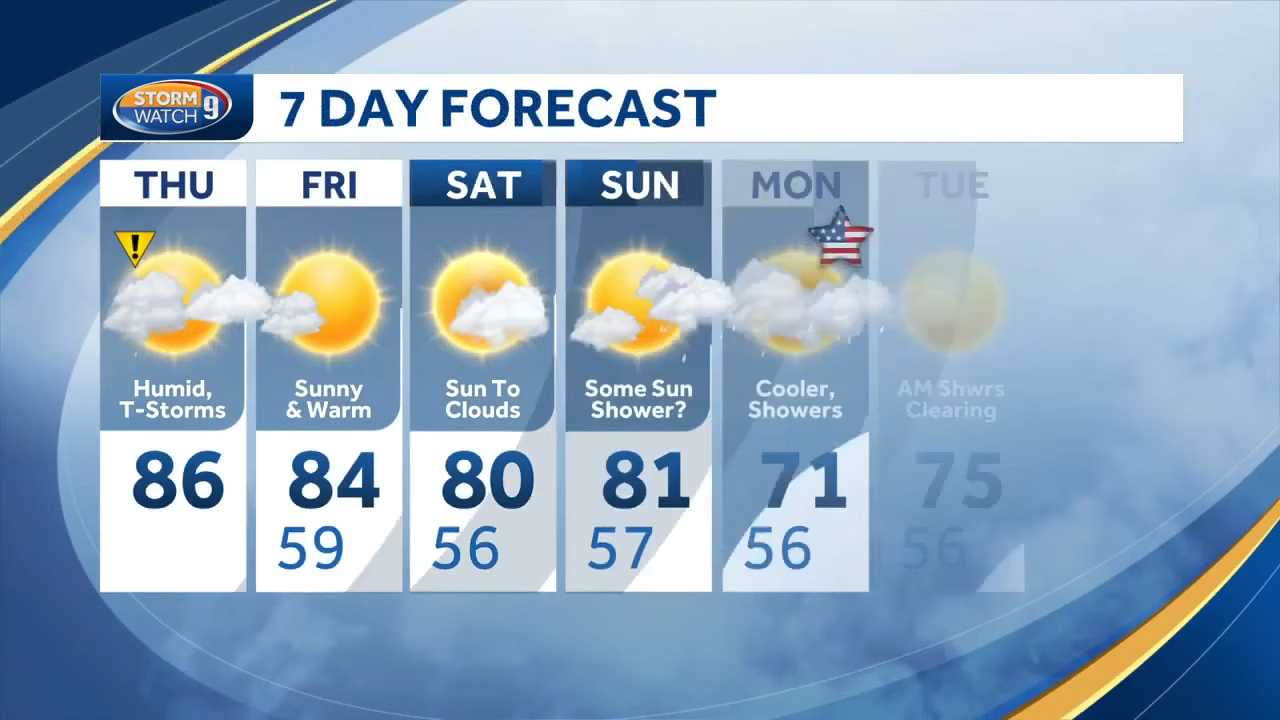 STORM
WATCH 9
7 DAY FORECAST
THU
FRI
SAT
SUN
MON
TUE
!
Humid,
T-Storms
Sunny
& Warm
Sun To
Clouds
Some Sun
Shower?
Cooler,
Showers
AM Shwrs
Clearing
86
84
80
81
71
75
59
56
57
56
56